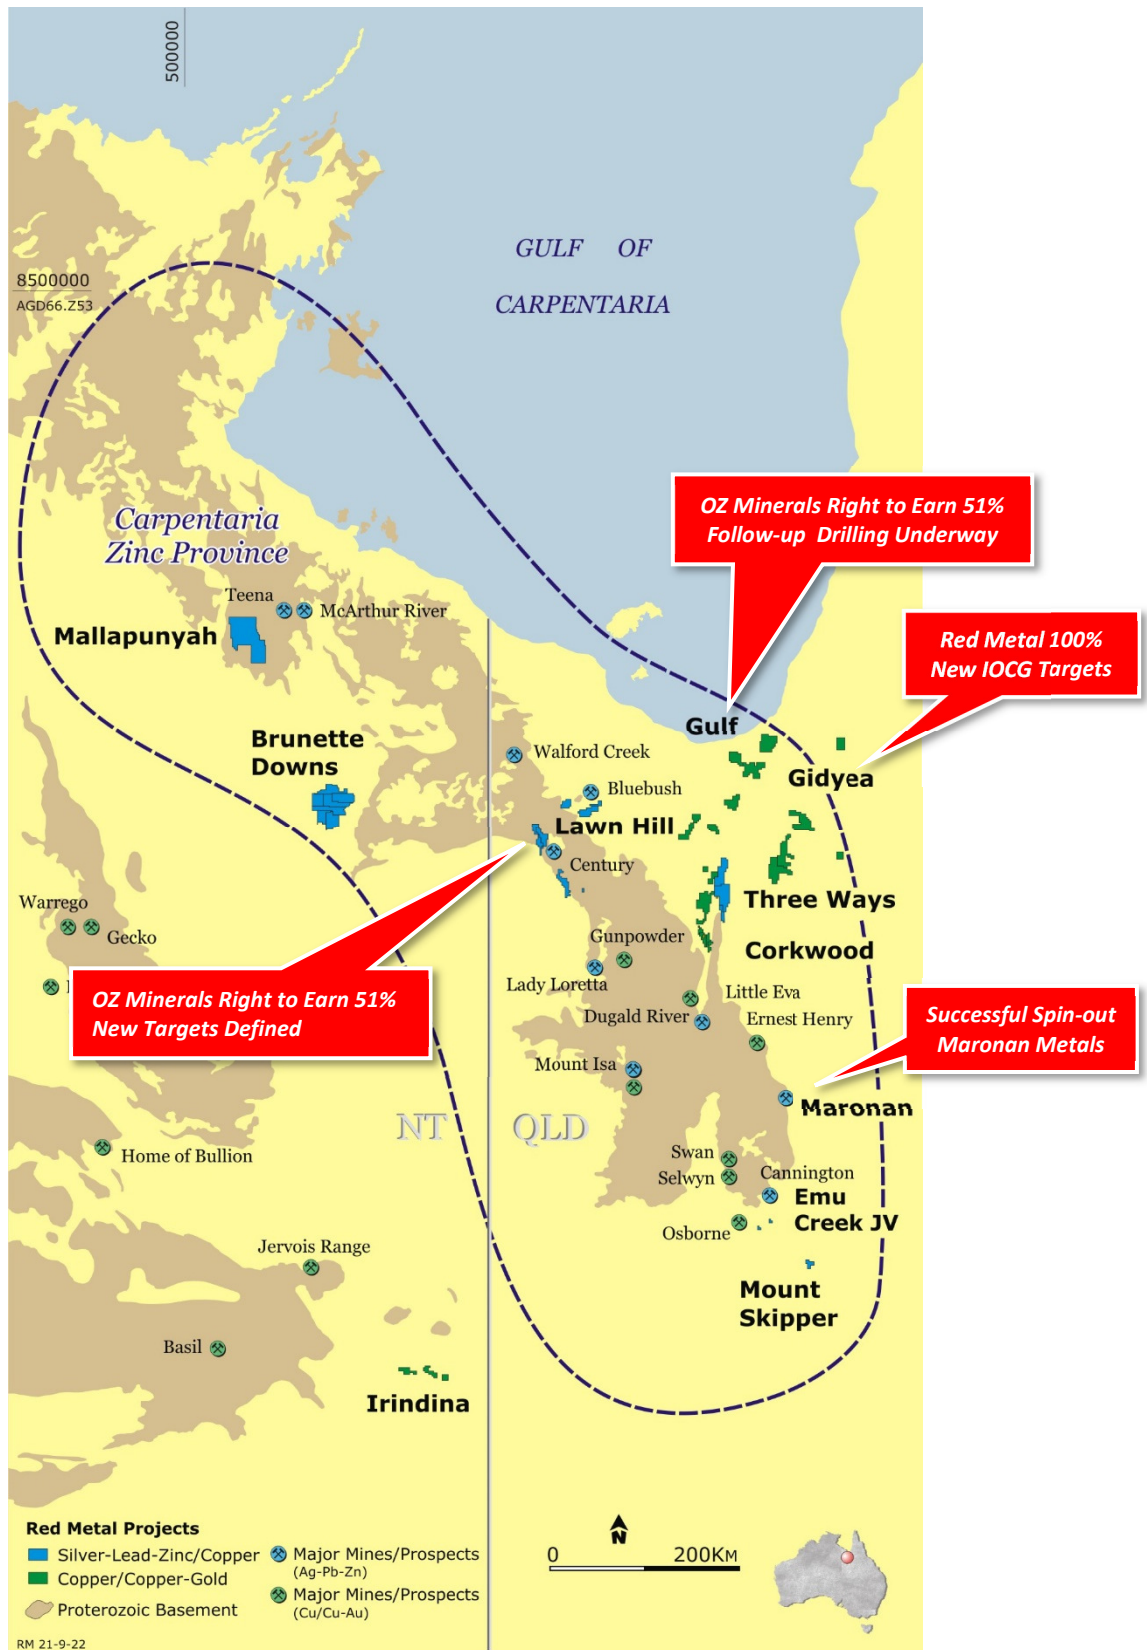 500000
GULF OF
CARPENTARIA
8500000
AGD66.Z53
OZ Minerals Right to Earn 51%
Follow-up Drilling Underway
Carpentaria
Zinc Province
Teena
McArthur River
Mallapunyah
Red Metal 100%
New IOCG Targets
Gulf
Brunette
Downs
Walford Creek
Gidyea
Bluebush
Lawn Hill
Century
Three Ways
Warrego
Gecko
Gunpowder
Corkwood
Lady Loretta
OZ Minerals Right to Earn 51%
New Targets Defined
Little Eva
Dugald River
Ernest Henry
Successful Spin-out
Maronan Metals
Mount Isa
Maronan
NT
QLD
Home of Bullion
Swan
Selwyn
Cannington
Emu
Creek JV
Osborne
Jervois Range
Mount
Skipper
Basil
Irindina
Red Metal Projects
Silver-Lead-Zinc/Copper
Copper/Copper-Gold
Proterozoic Basement
Major Mines/Prospects
(Ag-Pb-Zn)
Major Mines/Prospects
(Cu/Cu-Au)
N
0 200KM
RM 21-9-22